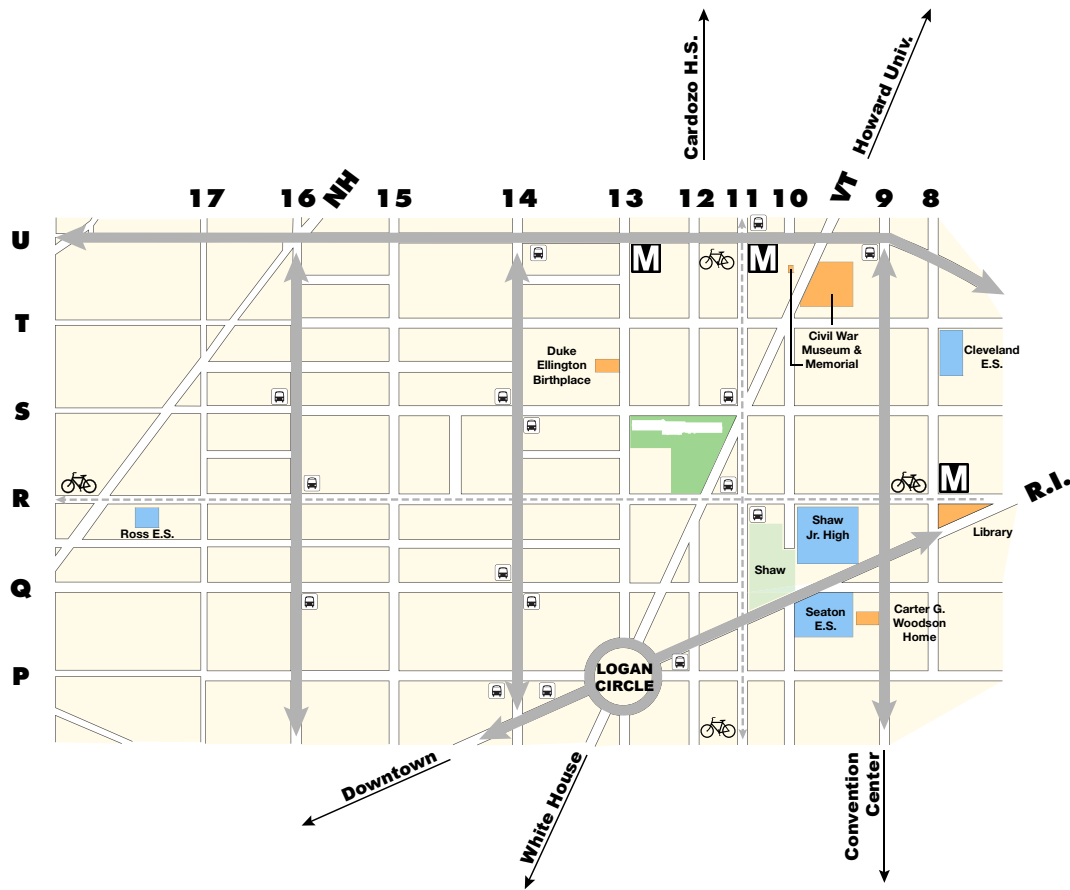 Cardozo H.S.
Howard Univ.
17
16
NH
15
14
13
12
11
10
VT
9
8
U
M
M
T
Civil War
Museum &
Memorial
Duke
Ellington
Birthplace
Cleveland
E.S.
S
R
M
R.I.
Ross E.S.
Shaw
Jr. High
Library
Shaw
Q
Seaton
E.S.
Carter G.
Woodson
Home
P
LOGAN
CIRCLE
Downtown
White House
Convention
Center